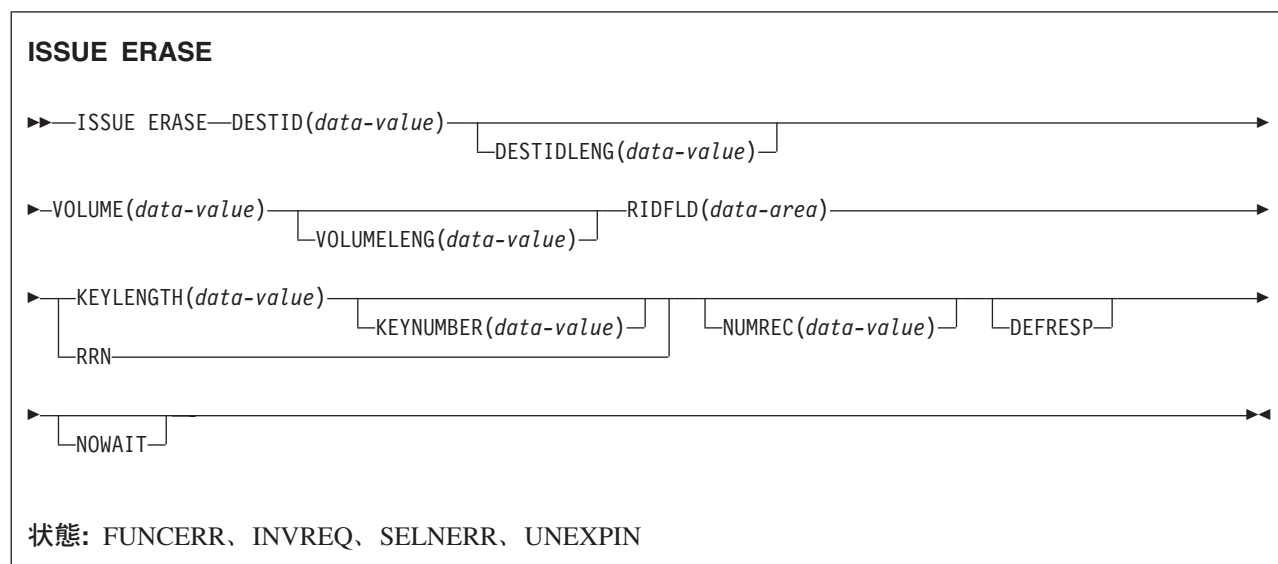 ISSUE ERASE
ISSUE ERASE DESTID(data-value)
DESTIDLENG(data-value)
VOLUME(data-value) RIDFLD(data-area)
VOLUMELENG(data-value)
KEYLENGTH(data-value)
KEYNUMBER(data-value) NUMREC(data-value) DEFRESP
RRN
NOWAIT
状態: FUNCERR、INVREQ、SELNERR、UNEXPIN